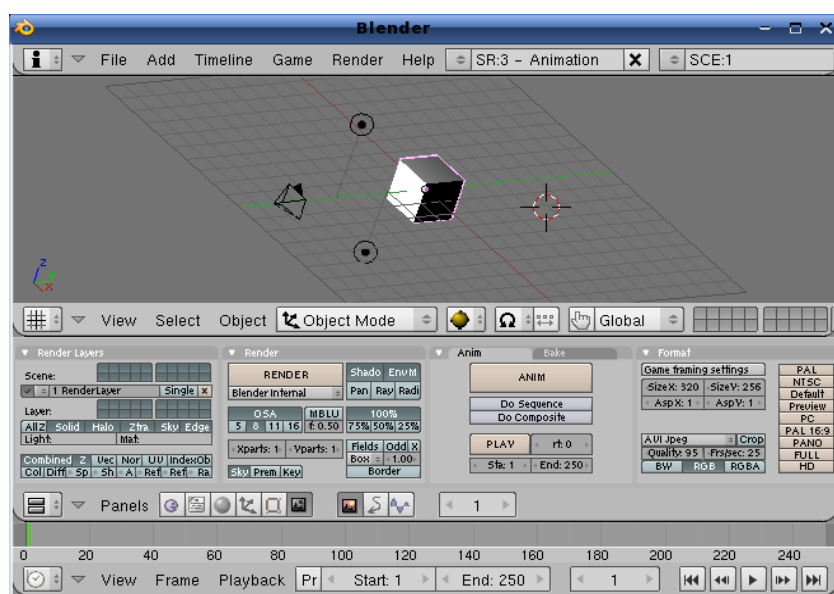 Blender
File Add Timeline Game Render Help SR:3 - Animation SCE:1
z
y
x
View Select Object Object Mode Global
Render Layers
Scene:
1 RenderLayer Single x
Layer:
AllZ Solid Halo Ztra Sky Edge
Light: Mat:
Combined Z Vec Nor UV IndexOb
Col Diff Sp Sh A Ref Ref Ra
Render
RENDER
Blender Internal
Shado EnvM
Pan Ray Radi
OSA MBLU 100%
5 8 11 16 f: 0.50 75% 50% 25%
Xparts: 1 Yparts: 1 Fields Odd X
Box 1.00
Sky Prem Key Border
Anim Bake
ANIM
Do Sequence
Do Composite
PLAY rt: 0
Sta: 1 End: 250
Format
Game framing settings
SizeX: 320 SizeY: 256
AspX: 1 AspY: 1
AVI Jpeg Crop
Quality: 95 Frs/sec: 25
BW RGB RGBA
PAL
NTSC
Default
Preview
PC
PAL 16:9
PANO
FULL
HD
Panels 1
0 20 40 60 80 100 120 140 160 180 200 220 240
View Frame Playback Pr Start: 1 End: 250 1